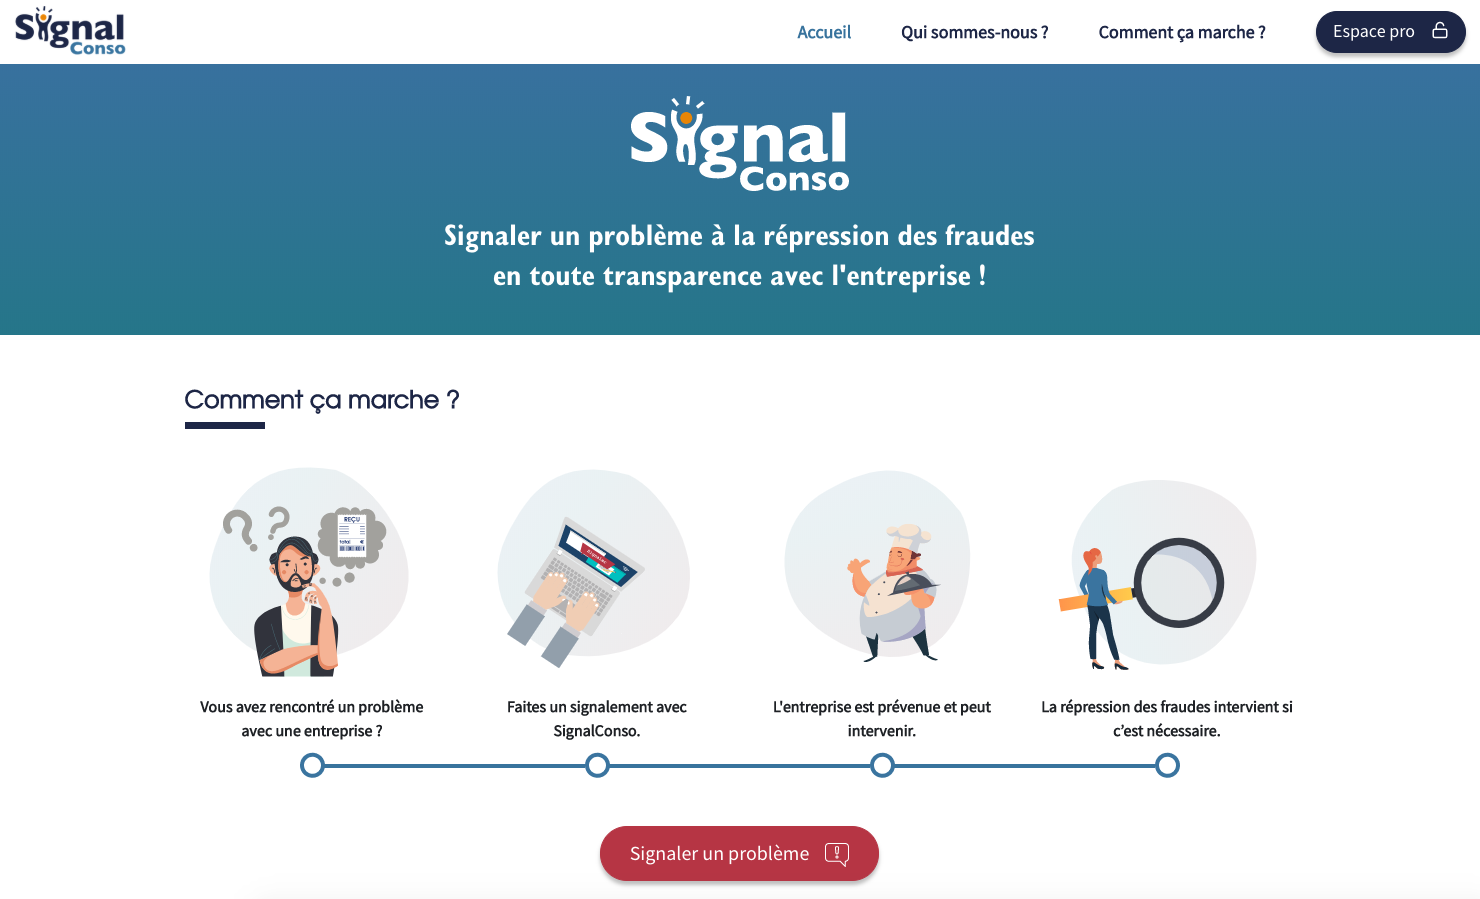 Signal
Conso
Accueil
Qui sommes-nous ?
Comment ça marche ?
Espace pro
Signal
Conso
Signaler un problème à la répression des fraudes
en toute transparence avec l'entreprise !
Comment ça marche ?
REÇU
total €
Signaler
Vous avez rencontré un problème
avec une entreprise ?
Faites un signalement avec
SignalConso.
L'entreprise est prévenue et peut
intervenir.
La répression des fraudes intervient si
c’est nécessaire.
Signaler un problème